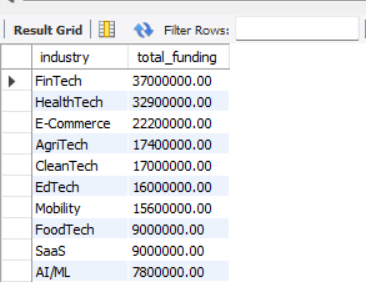 Result Grid Filter Rows:
industry total_funding
FinTech 37000000.00
HealthTech 32900000.00
E-Commerce 22200000.00
AgriTech 17400000.00
CleanTech 17000000.00
EdTech 16000000.00
Mobility 15600000.00
FoodTech 9000000.00
SaaS 9000000.00
AI/ML 7800000.00